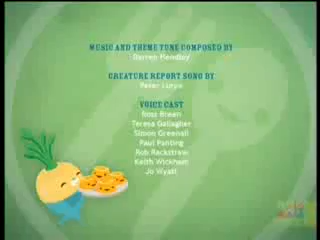 MUSIC AND THEME TUNE COMPOSED BY
Darren Hendley
CREATURE REPORT SONG BY
Peter Lurye
VOICE CAST
Ross Breen
Teresa Gallagher
Simon Greenall
Paul Panting
Rob Rackstraw
Keith Wickham
Jo Wyatt